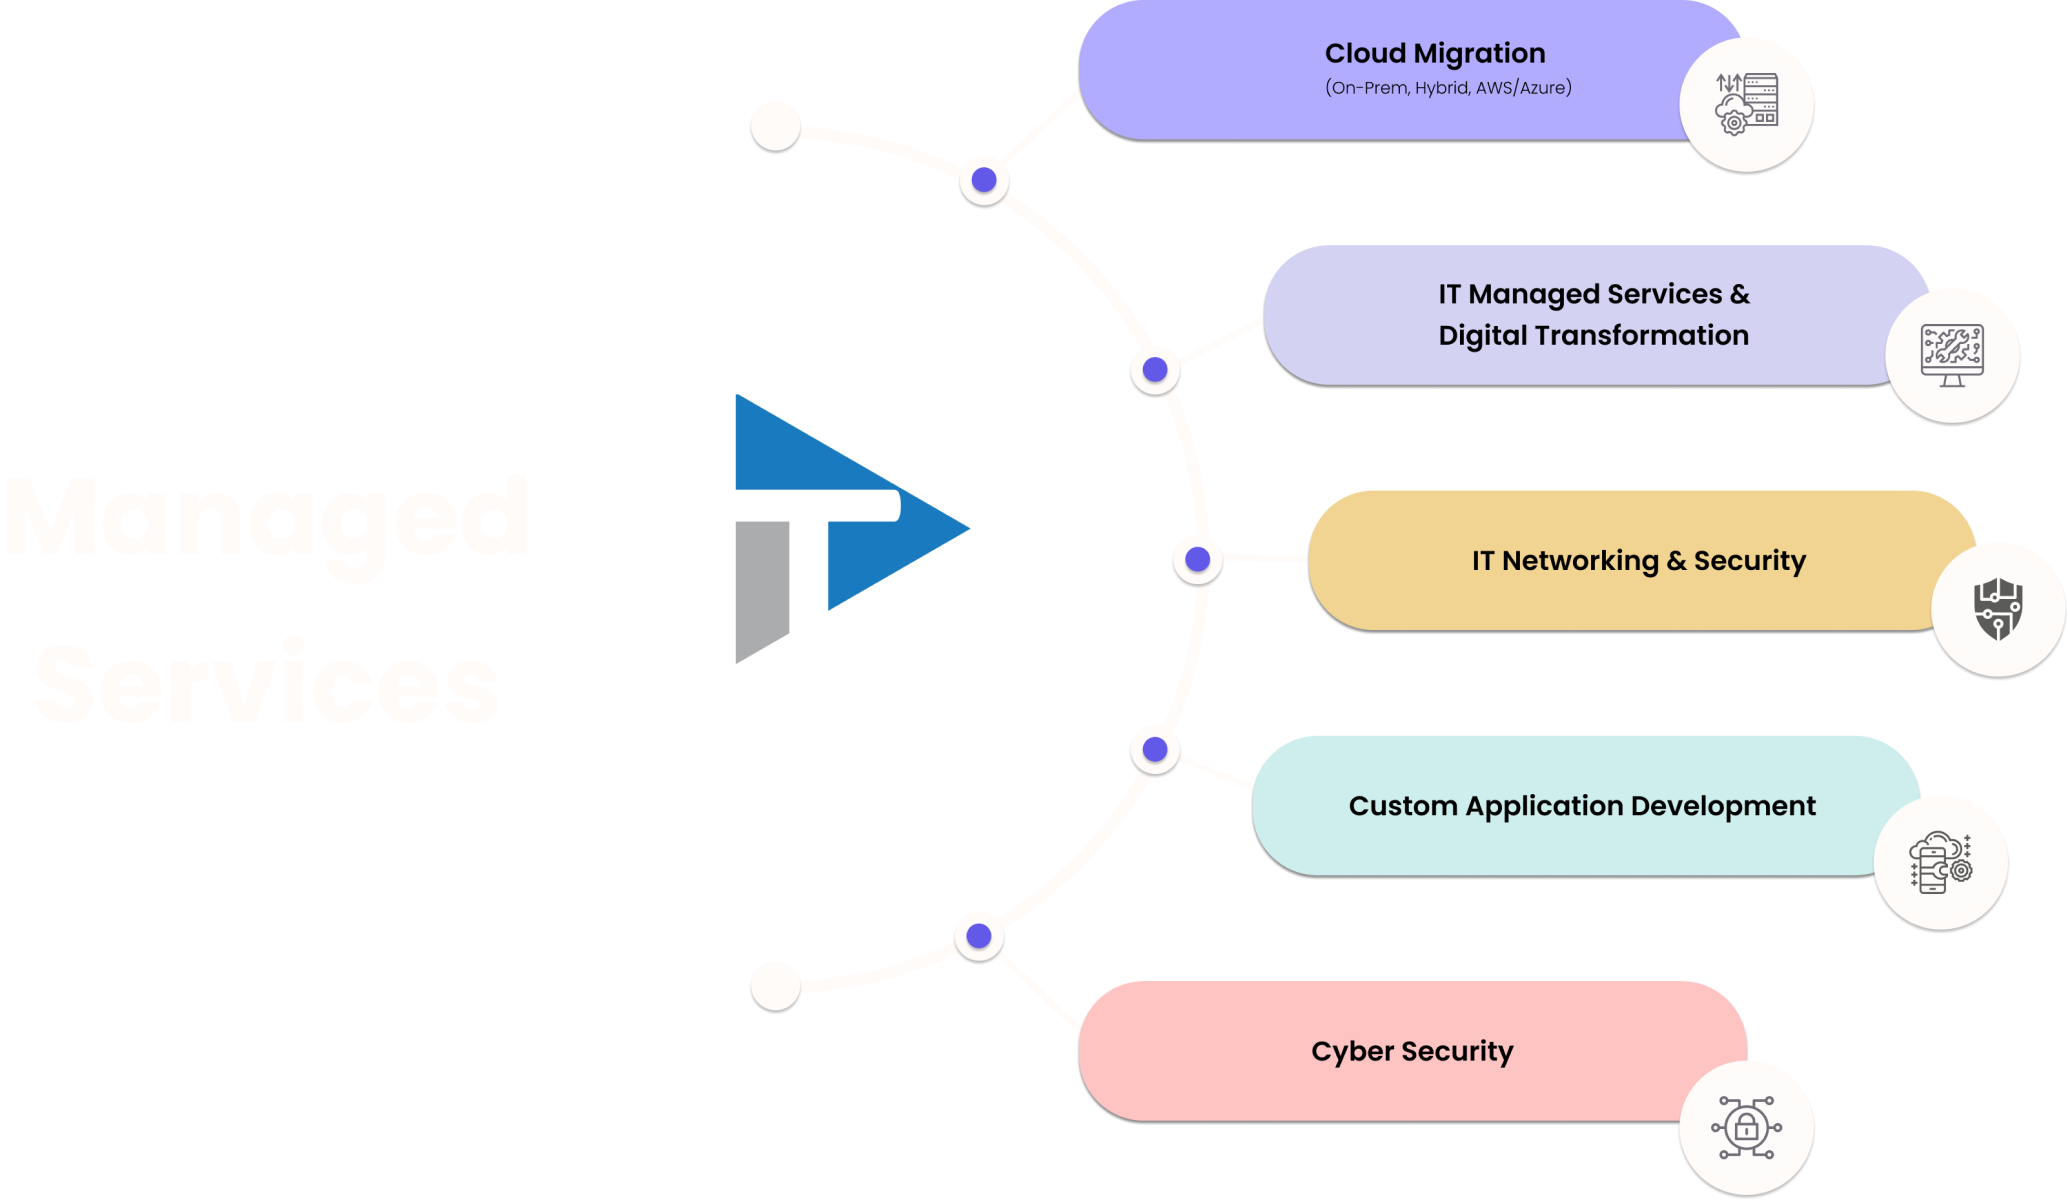 Managed
Services
Cloud Migration
(On-Prem, Hybrid, AWS/Azure)
IT Managed Services &
Digital Transformation
IT Networking & Security
Custom Application Development
Cyber Security